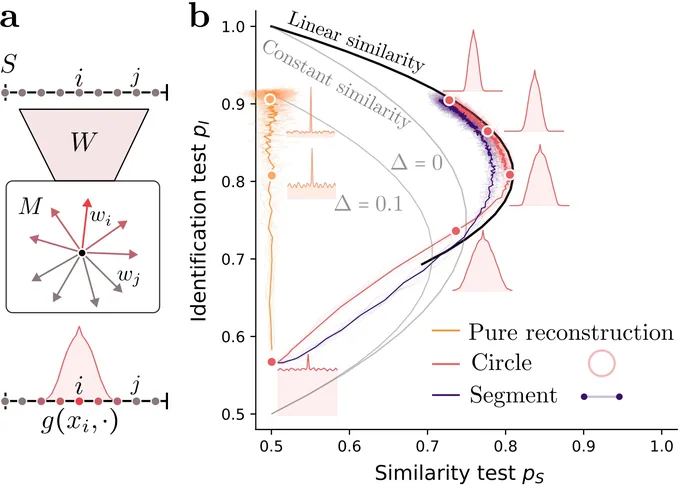 a
S
i
j
W
M
w_i
w_j
i
j
g(x_i, ·)
b
Identification test p_I
1.0
0.9
0.8
0.7
0.6
0.5
Linear similarity
Constant similarity
Δ = 0
Δ = 0.1
Pure reconstruction
Circle
Segment
0.5
0.6
0.7
0.8
0.9
1.0
Similarity test p_S